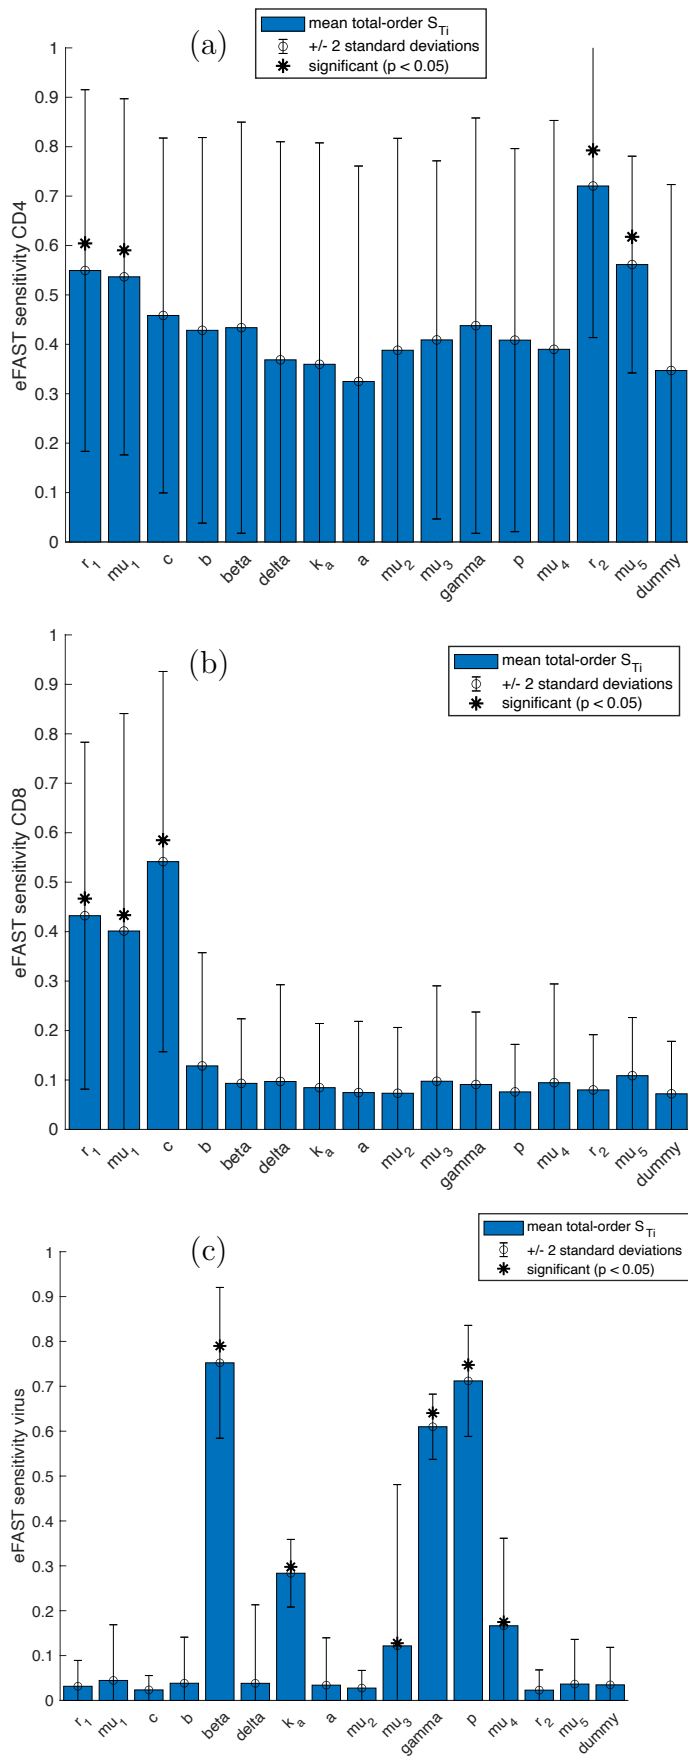 (a)
mean total-order S_Ti
+/- 2 standard deviations
significant (p < 0.05)
eFAST sensitivity CD4
1
0.9
0.8
0.7
0.6
0.5
0.4
0.3
0.2
0.1
0
r_1 mu_1 c b beta delta k_a a mu_2 mu_3 gamma p mu_4 r_2 mu_5 dummy
(b)
mean total-order S_Ti
+/- 2 standard deviations
significant (p < 0.05)
eFAST sensitivity CD8
1
0.9
0.8
0.7
0.6
0.5
0.4
0.3
0.2
0.1
0
r_1 mu_1 c b beta delta k_a a mu_2 mu_3 gamma p mu_4 r_2 mu_5 dummy
(c)
mean total-order S_Ti
+/- 2 standard deviations
significant (p < 0.05)
eFAST sensitivity virus
1
0.9
0.8
0.7
0.6
0.5
0.4
0.3
0.2
0.1
0
r_1 mu_1 c b beta delta k_a a mu_2 mu_3 gamma p mu_4 r_2 mu_5 dummy